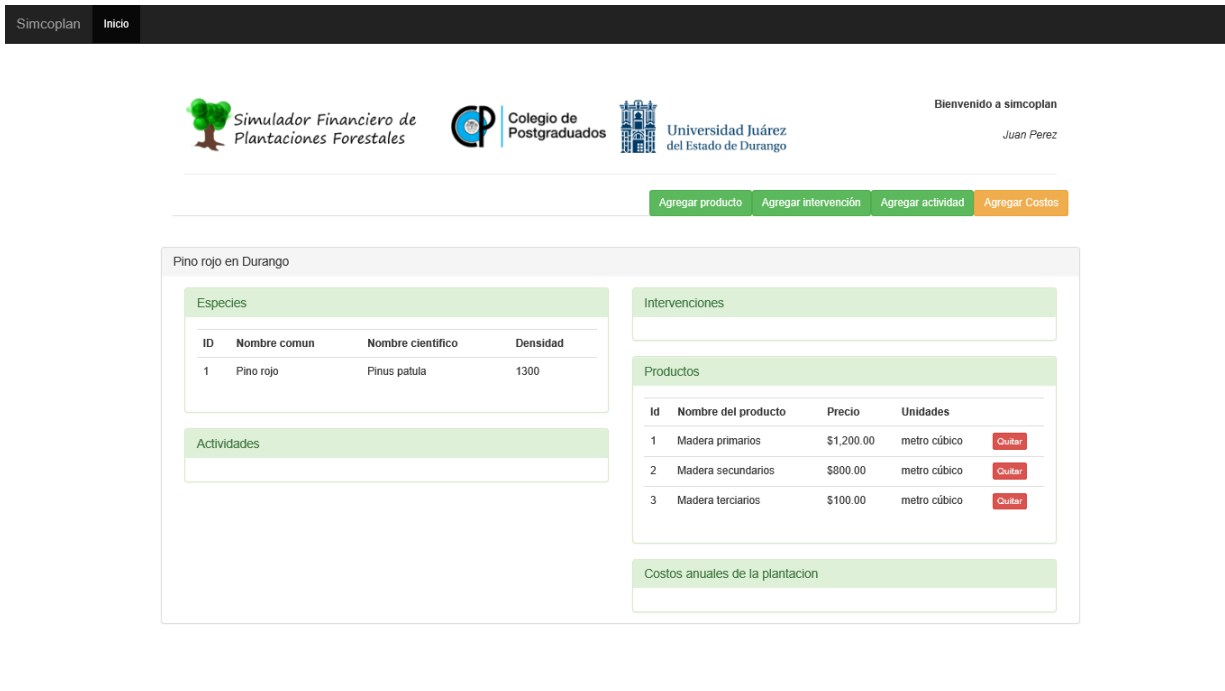 Simcoplan Inicio
Simulador Financiero de
Plantaciones Forestales
CP
Colegio de
Postgraduados
Universidad Juárez
del Estado de Durango
Bienvenido a simcoplan
Juan Perez
Agregar producto Agregar intervención Agregar actividad Agregar Costos
Pino rojo en Durango
Especies
ID Nombre comun Nombre cientifico Densidad
1 Pino rojo Pinus patula 1300
Actividades
Intervenciones
Productos
Id Nombre del producto Precio Unidades
1 Madera primarios $1,200.00 metro cúbico Quitar
2 Madera secundarios $800.00 metro cúbico Quitar
3 Madera terciarios $100.00 metro cúbico Quitar
Costos anuales de la plantacion